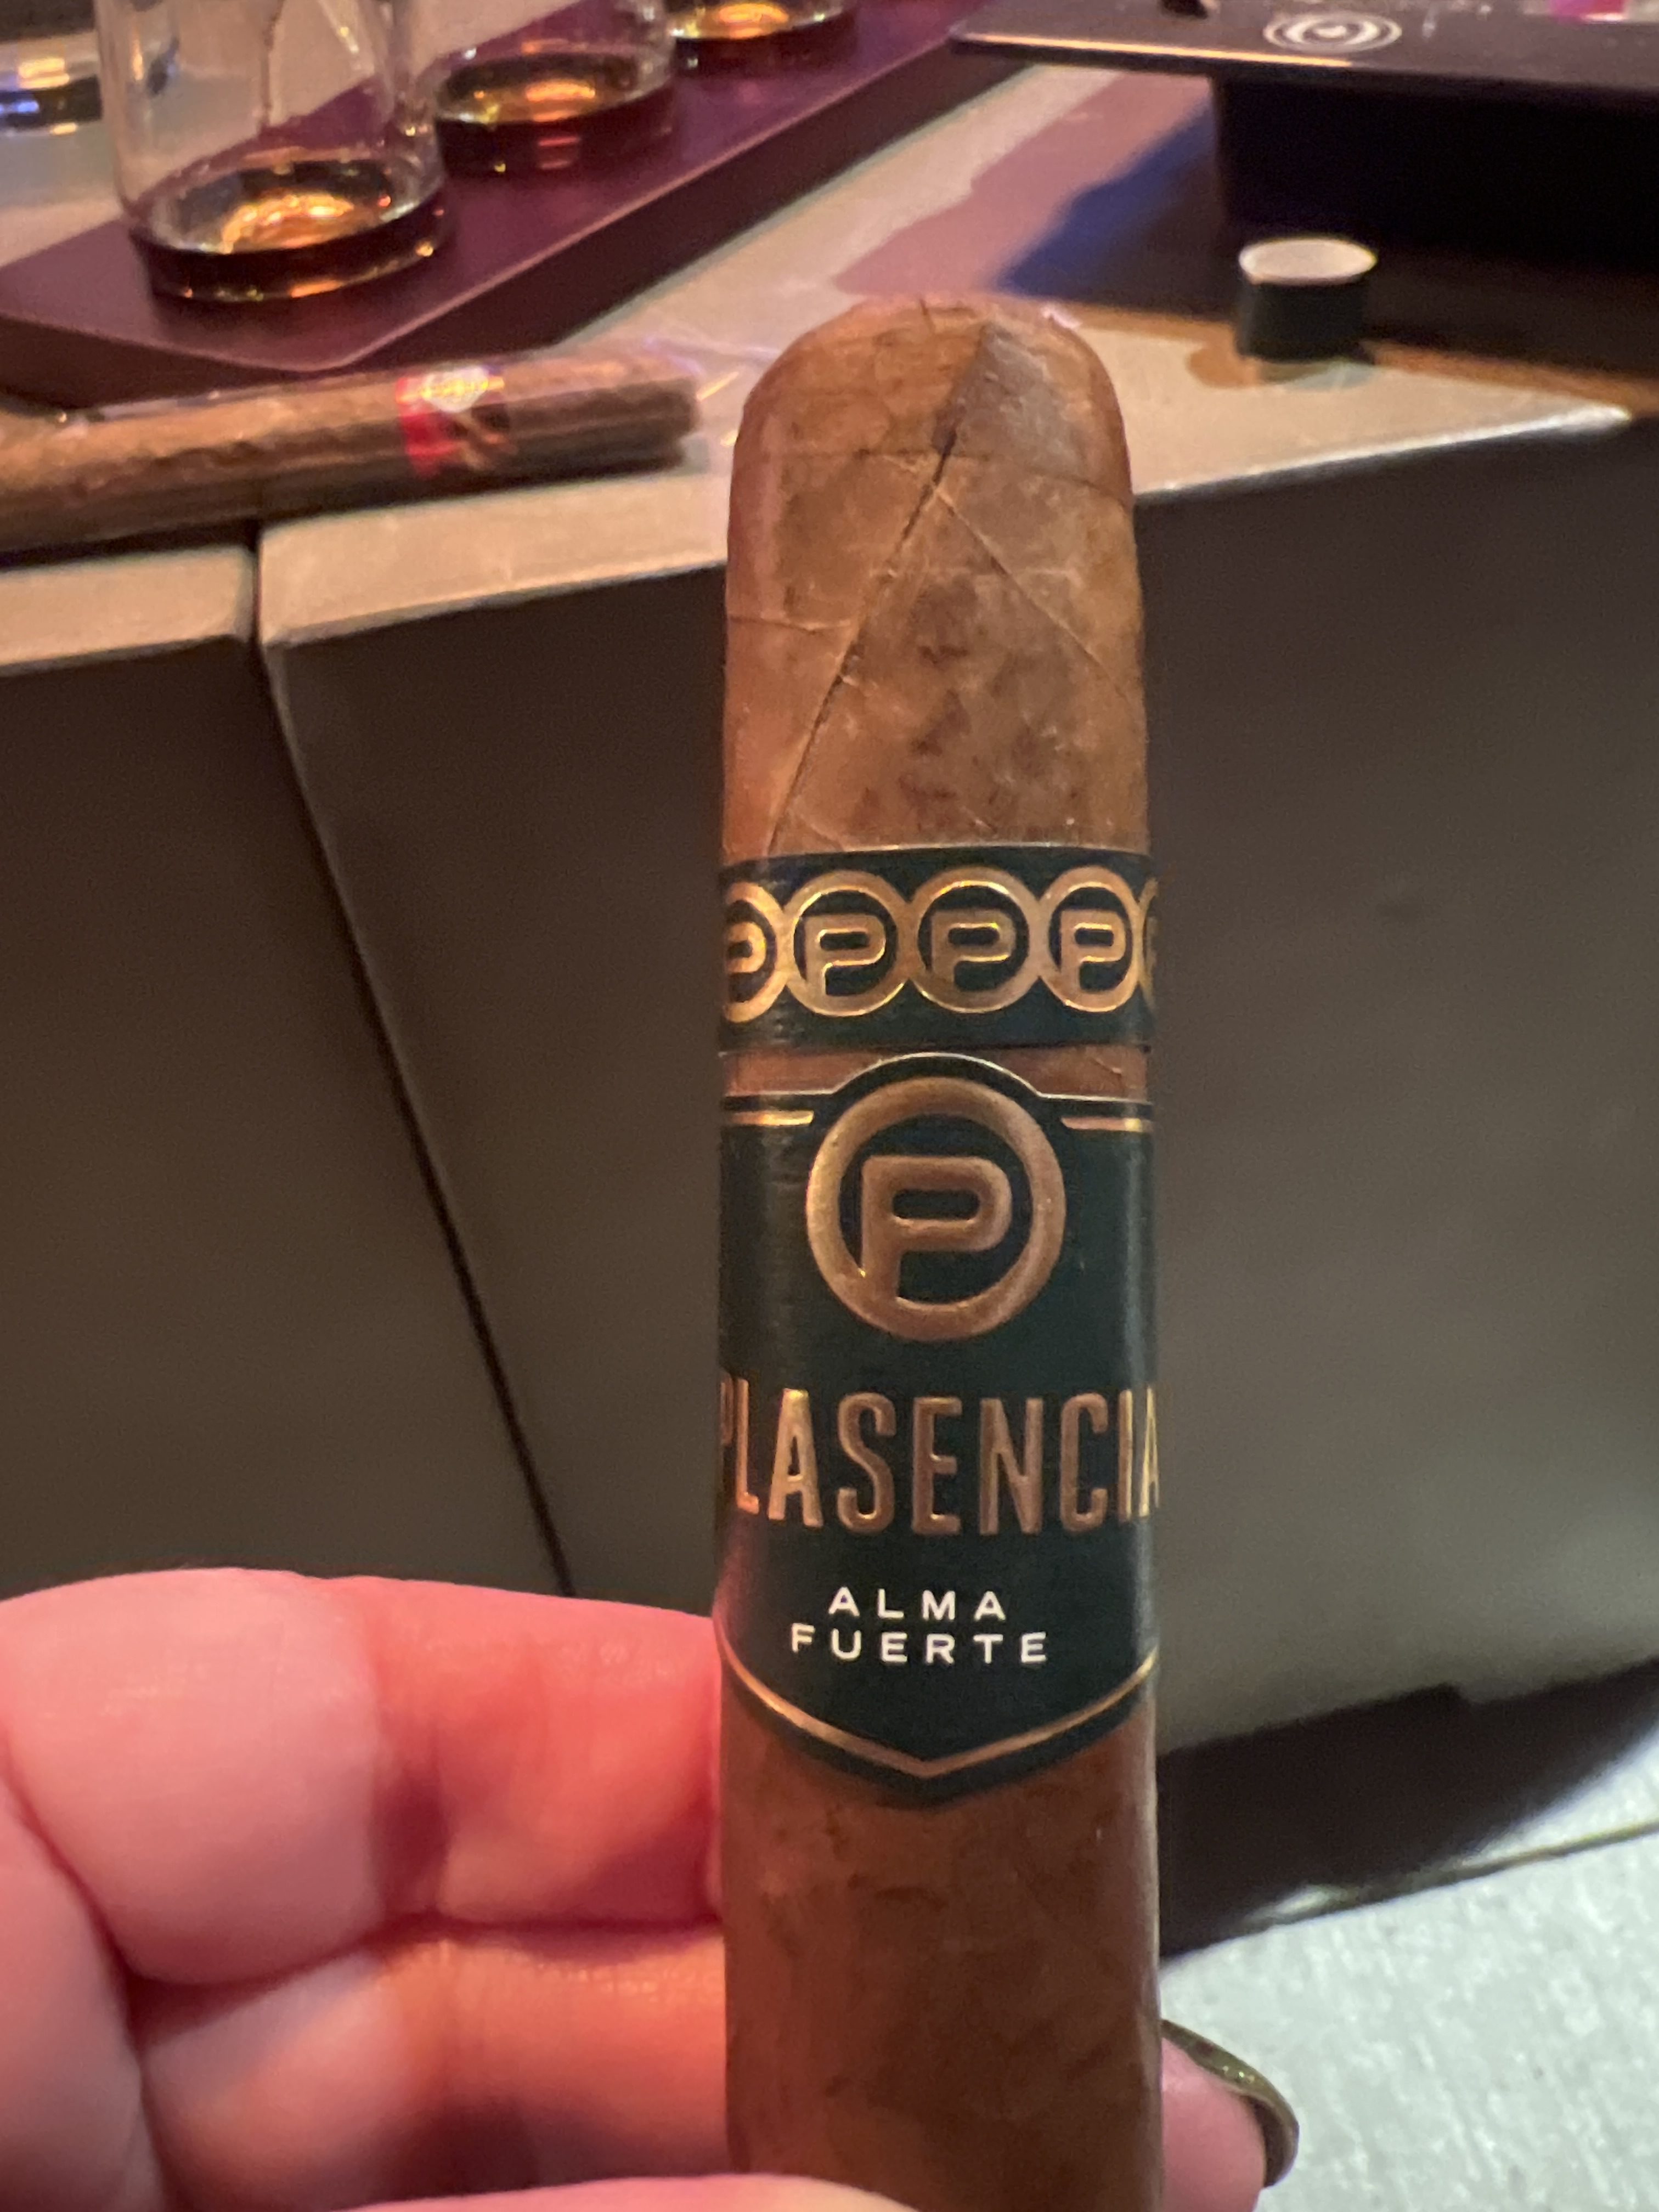 P P P P
P
PLASENCIA
ALMA
FUERTE